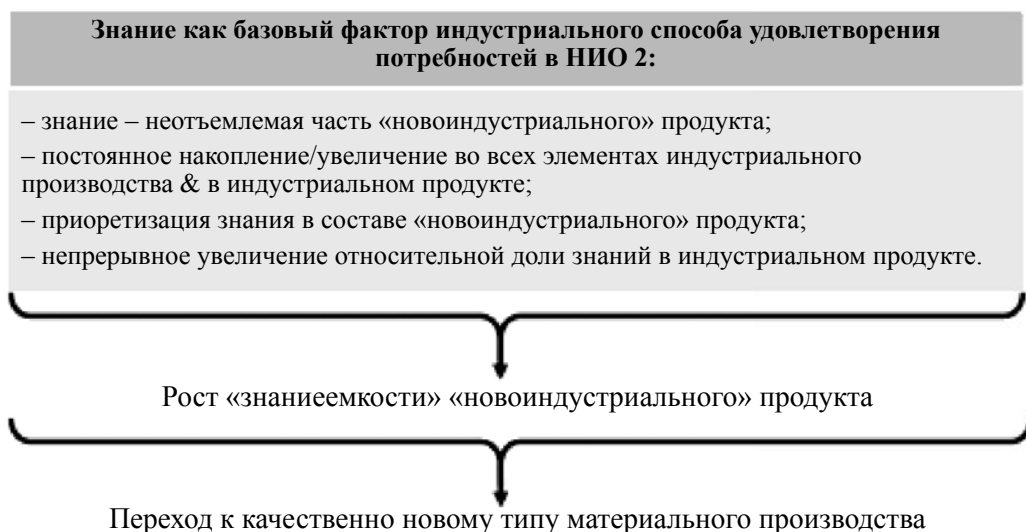 Знание как базовый фактор индустриального способа удовлетворения
потребностей в НИО 2:
– знание – неотъемлемая часть «новоиндустриального» продукта;
– постоянное накопление/увеличение во всех элементах индустриального
производства & в индустриальном продукте;
– приоретизация знания в составе «новоиндустриального» продукта;
– непрерывное увеличение относительной доли знаний в индустриальном продукте.
Рост «знаниеемкости» «новоиндустриального» продукта
Переход к качественно новому типу материального производства